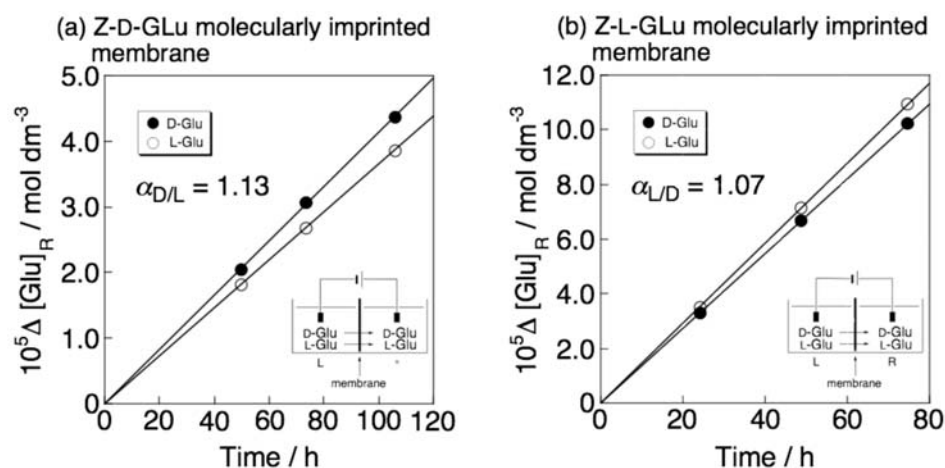 (a) Z-D-GLu molecularly imprinted
membrane
5.0
4.0
3.0
2.0
1.0
0
10⁵Δ [Glu]R / mol dm⁻³
D-Glu
L-Glu
αD/L = 1.13
D-Glu D-Glu
L-Glu L-Glu
L
membrane
0 20 40 60 80 100 120
Time / h
(b) Z-L-GLu molecularly imprinted
membrane
12.0
10.0
8.0
6.0
4.0
2.0
0
10⁵Δ [Glu]R / mol dm⁻³
D-Glu
L-Glu
αL/D = 1.07
D-Glu D-Glu
L-Glu L-Glu
L R
membrane
0 20 40 60 80
Time / h